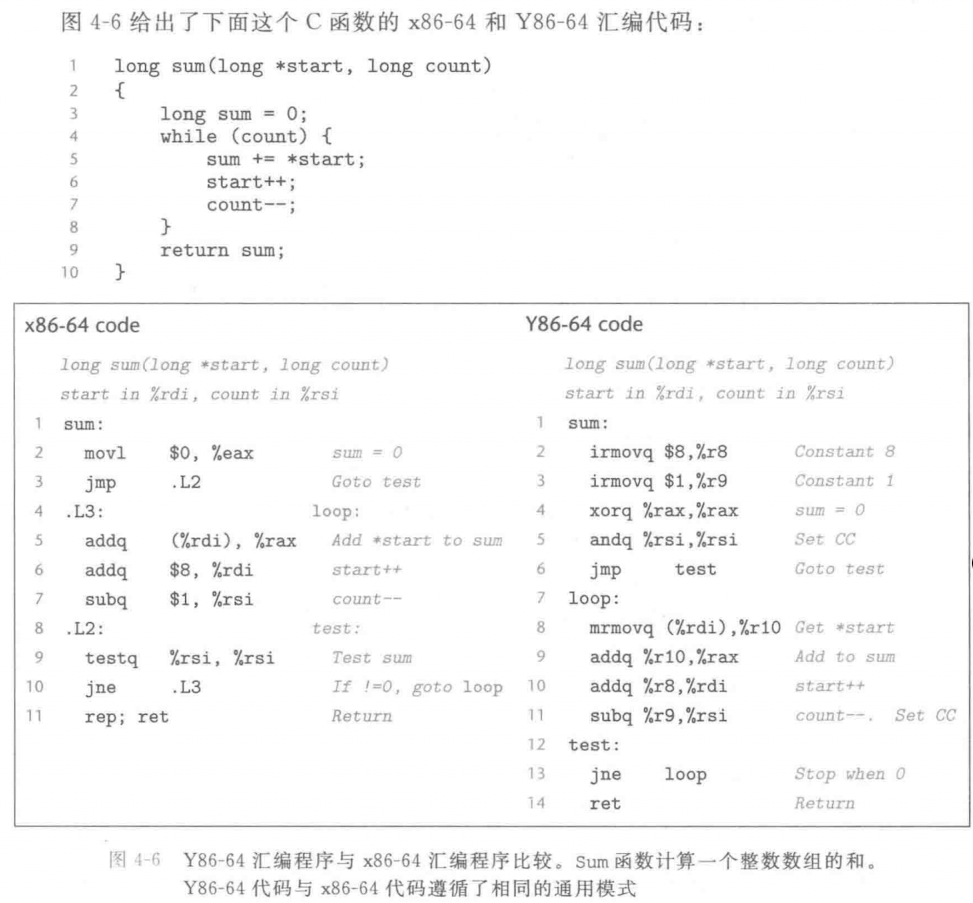 图 4-6 给出了下面这个 C 函数的 x86-64 和 Y86-64 汇编代码：
1 long sum(long *start, long count)
2 {
3 long sum = 0;
4 while (count) {
5 sum += *start;
6 start++;
7 count--;
8 }
9 return sum;
10 }
x86-64 code
long sum(long *start, long count)
start in %rdi, count in %rsi
1 sum:
2 movl $0, %eax sum = 0
3 jmp .L2 Goto test
4 .L3: loop:
5 addq (%rdi), %rax Add *start to sum
6 addq $8, %rdi start++
7 subq $1, %rsi count--
8 .L2: test:
9 testq %rsi, %rsi Test sum
10 jne .L3 If !=0, goto loop
11 rep; ret Return
Y86-64 code
long sum(long *start, long count)
start in %rdi, count in %rsi
1 sum:
2 irmovq $8,%r8 Constant 8
3 irmovq $1,%r9 Constant 1
4 xorq %rax,%rax sum = 0
5 andq %rsi,%rsi Set CC
6 jmp test Goto test
7 loop:
8 mrmovq (%rdi),%r10 Get *start
9 addq %r10,%rax Add to sum
10 addq %r8,%rdi start++
11 subq %r9,%rsi count--. Set CC
12 test:
13 jne loop Stop when 0
14 ret Return
图 4-6 Y86-64 汇编程序与 x86-64 汇编程序比较。Sum 函数计算一个整数数组的和。
Y86-64 代码与 x86-64 代码遵循了相同的通用模式